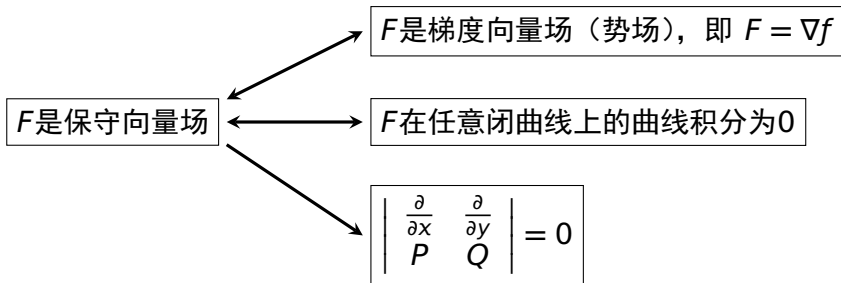 F是梯度向量场（势场），即 F = ∇f
F是保守向量场
F在任意闭曲线上的曲线积分为0
| ∂/∂x ∂/∂y |
| P Q | = 0